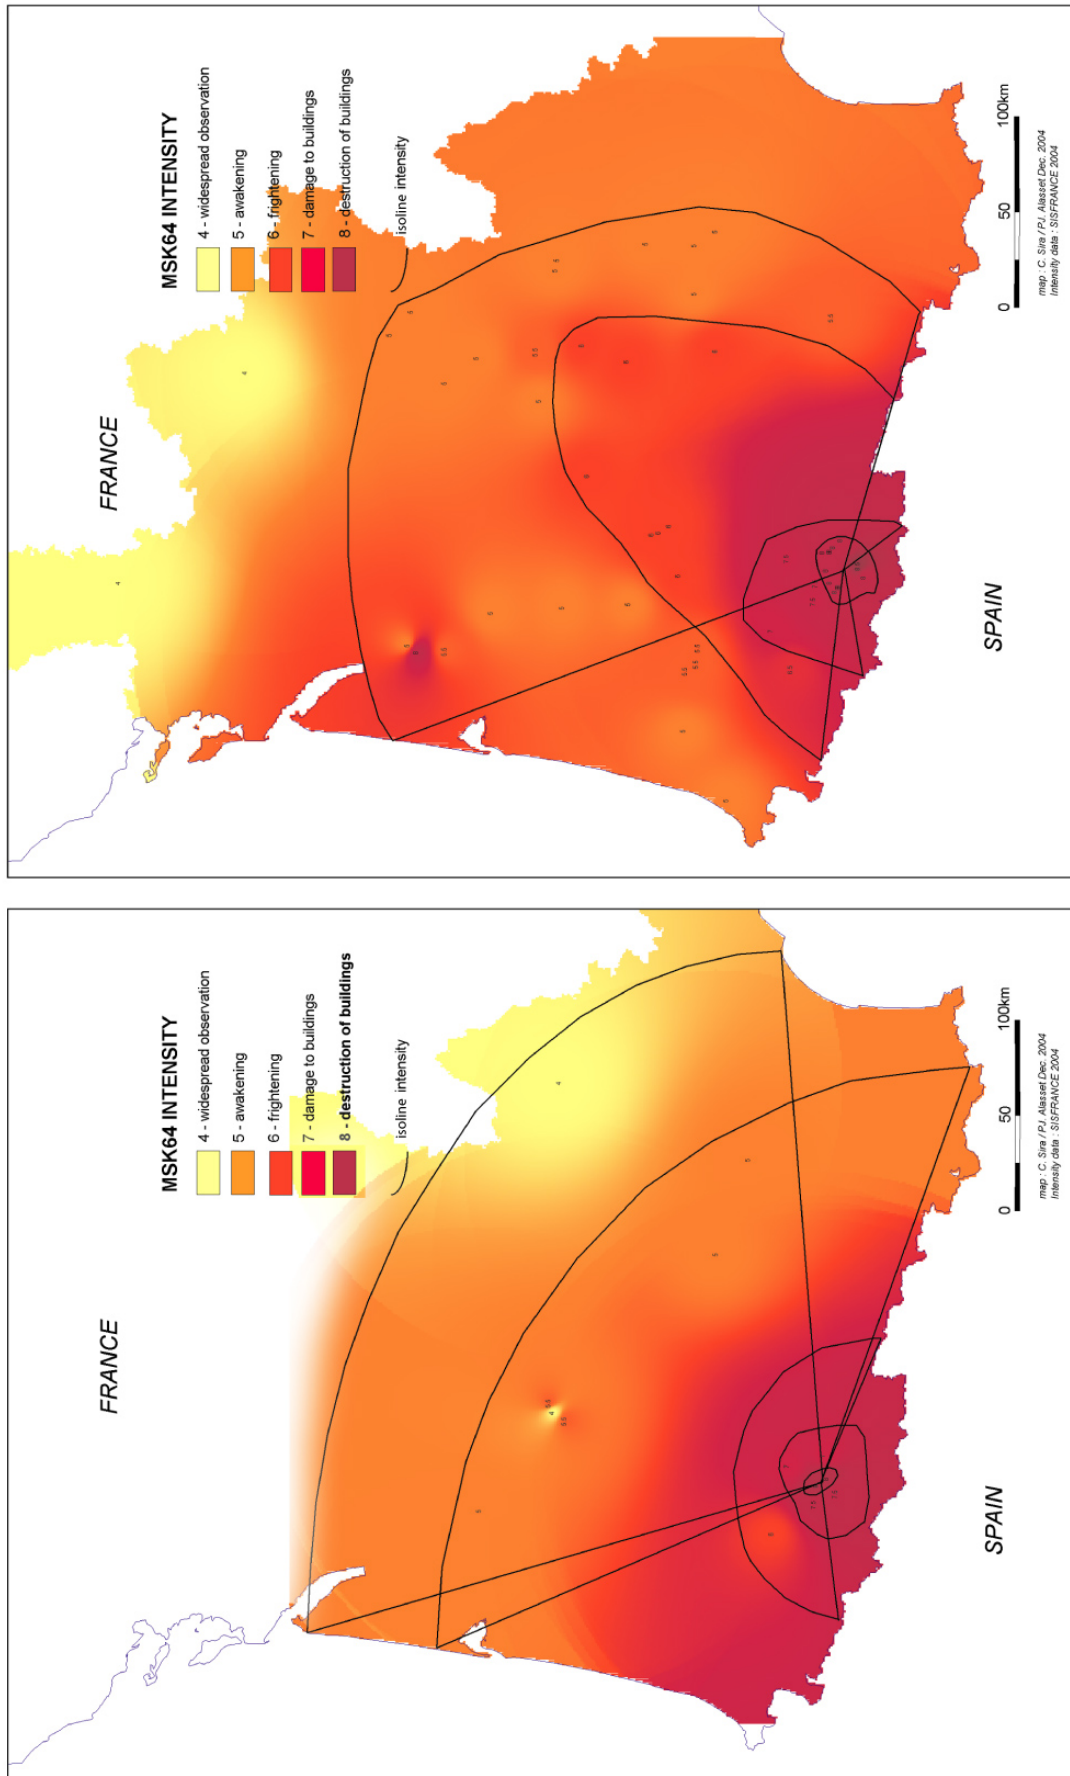 MSK64 INTENSITY
4 - widespread observation
5 - awakening
6 - frightening
7 - damage to buildings
8 - destruction of buildings
isoline intensity
FRANCE
SPAIN
0 50 100km
map : C. Sira / P.J. Alasset Dec. 2004
Intensity data : SISFRANCE 2004
MSK64 INTENSITY
4 - widespread observation
5 - awakening
6 - frightening
7 - damage to buildings
8 - destruction of buildings
isoline intensity
FRANCE
SPAIN
0 50 100km
map : C. Sira / P.J. Alasset Dec. 2004
Intensity data : SISFRANCE 2004